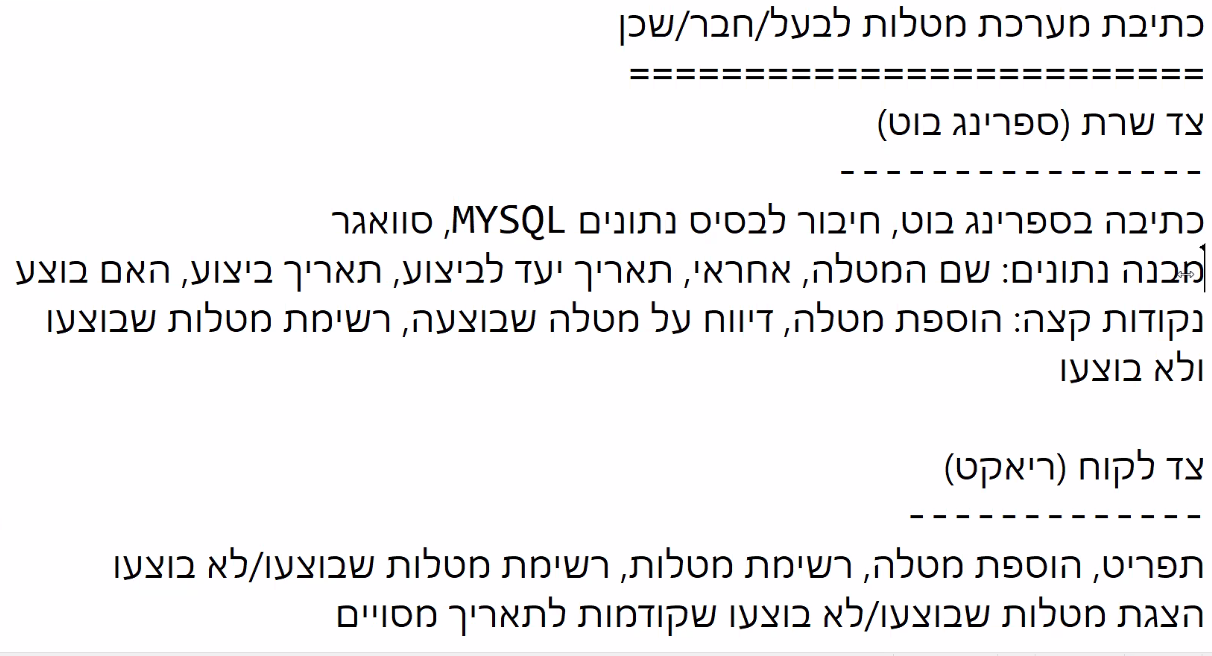 כתיבת מערכת מטלות לבעל/חבר/שכן
=========================
צד שרת (ספרינג בוט)
----------------
כתיבה בספרינג בוט, חיבור לבסיס נתונים MYSQL, סוואגר
מבנה נתונים: שם המטלה, אחראי, תאריך יעד לביצוע, תאריך ביצוע, האם בוצע
נקודות קצה: הוספת מטלה, דיווח על מטלה שבוצעה, רשימת מטלות שבוצעו
ולא בוצעו
צד לקוח (ריאקט)
-------------
תפריט, הוספת מטלה, רשימת מטלות, רשימת מטלות שבוצעו/לא בוצעו
הצגת מטלות שבוצעו/לא בוצעו שקודמות לתאריך מסויים